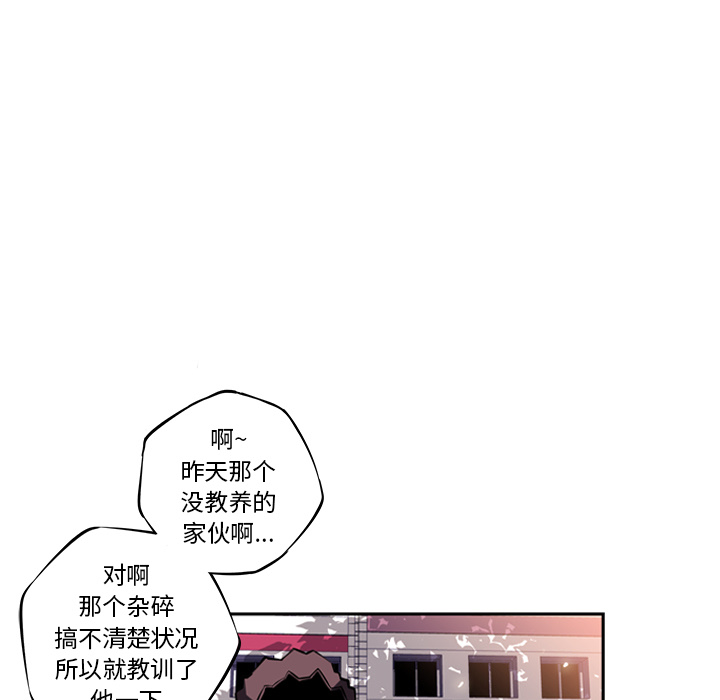 啊~
昨天那个
没教养的
家伙啊...
对啊
那个杂碎
搞不清楚状况
所以就教训了
他一下